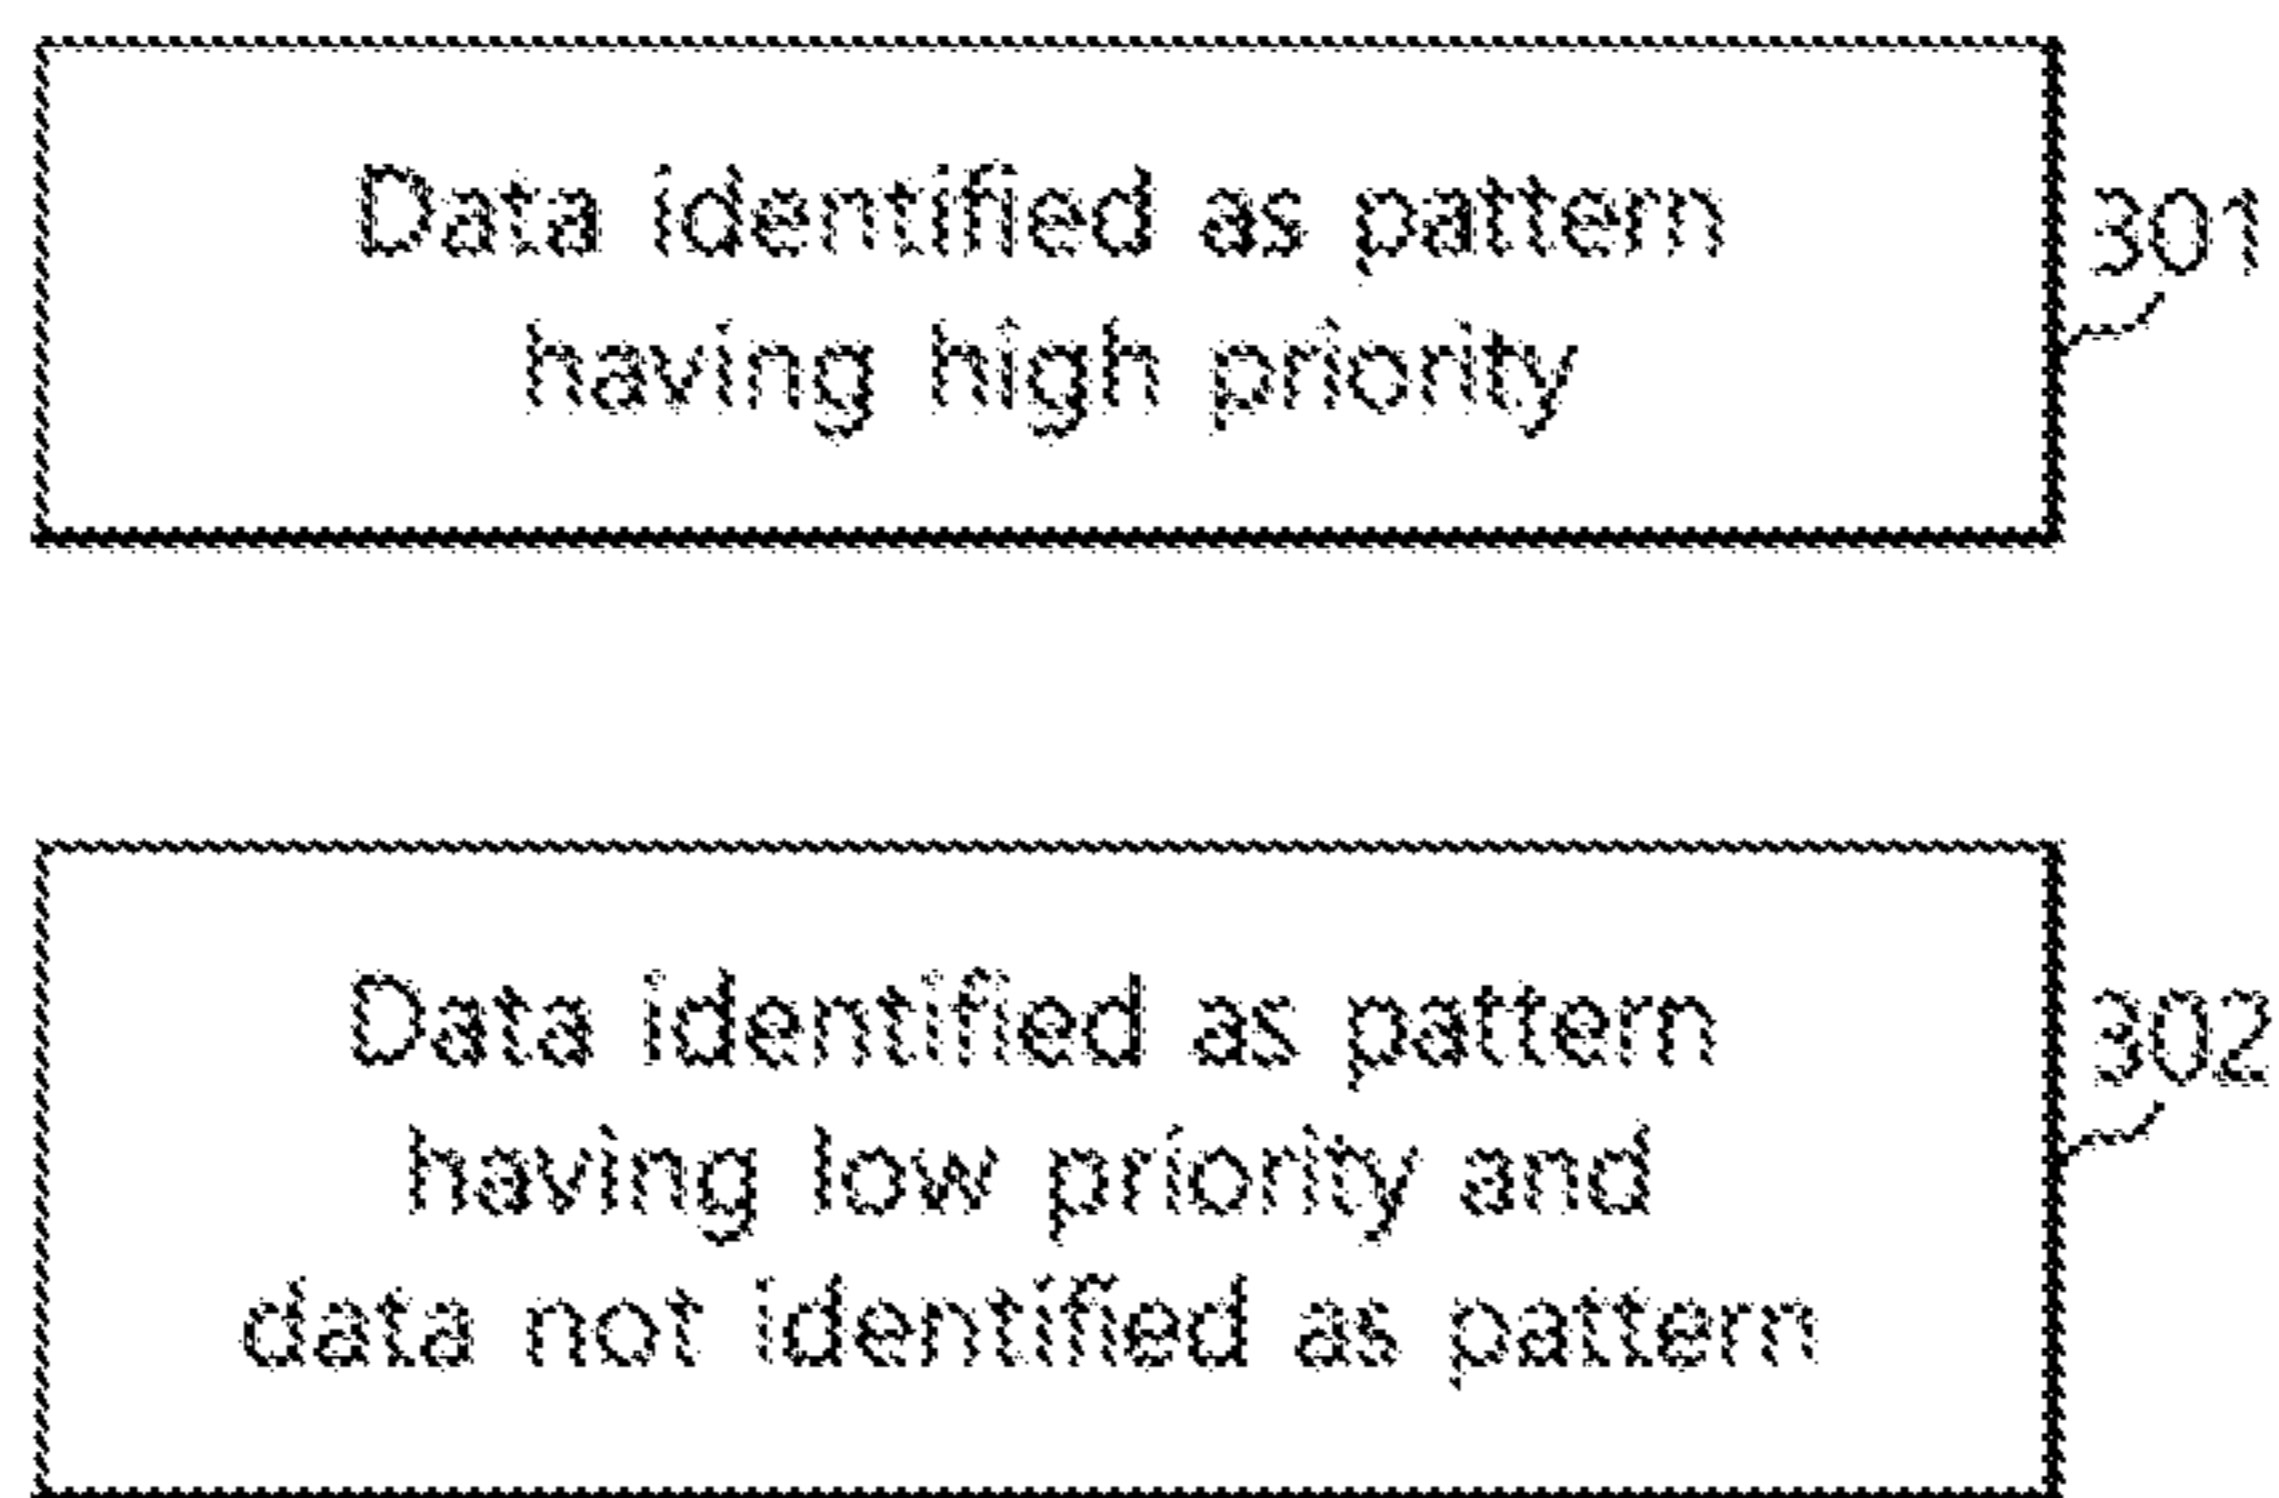 Data identified as pattern
having high priority
301
Data identified as pattern
having low priority and
data not identified as pattern
302